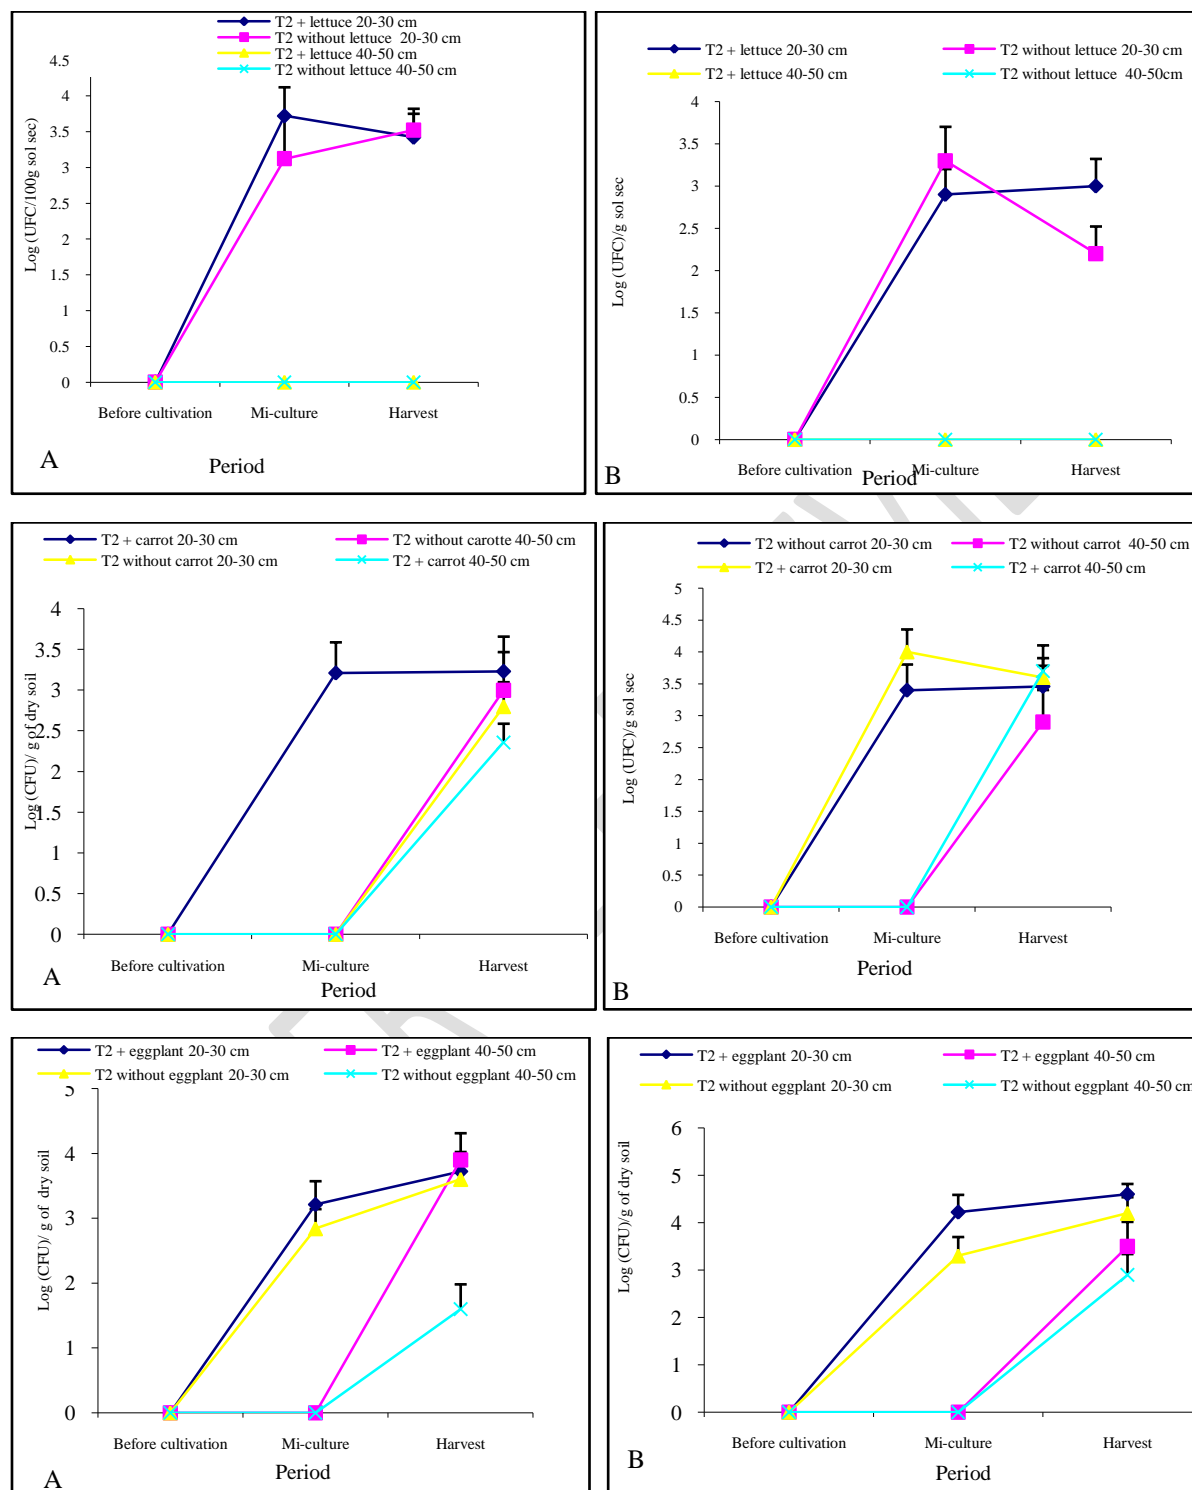 T2 + lettuce 20-30 cm
T2 without lettuce 20-30 cm
T2 + lettuce 40-50 cm
T2 without lettuce 40-50 cm
4.5
4
3.5
3
2.5
2
1.5
1
0.5
0
Log (UFC/100g sol sec)
Before cultivation Mi-culture Harvest
A
Period
T2 + lettuce 20-30 cm T2 without lettuce 20-30 cm
T2 + lettuce 40-50 cm T2 without lettuce 40-50cm
4
3.5
3
2.5
2
1.5
1
0.5
0
Log (UFC)/g sol sec
Before cultivation Mi-culture Harvest
Period
B
T2 + carrot 20-30 cm T2 without carotte 40-50 cm
T2 without carrot 20-30 cm T2 + carrot 40-50 cm
4
3.5
3
2.5
2
1.5
1
0.5
0
Log (CFU)/ g of dry soil
Before cultivation Mi-culture Harvest
A
Period
T2 without carrot 20-30 cm T2 without carrot 40-50 cm
T2 + carrot 20-30 cm T2 + carrot 40-50 cm
5
4.5
4
3.5
3
2.5
2
1.5
1
0.5
0
Log (UFC)/g sol sec
Before cultivation Mi-culture Harvest
Period
B
T2 + eggplant 20-30 cm T2 + eggplant 40-50 cm
T2 without eggplant 20-30 cm T2 without eggplant 40-50 cm
5
4
3
2
1
0
Log (CFU)/ g of dry soil
Before cultivation Mi-culture Harvest
Period
A
T2 + eggplant 20-30 cm T2 + eggplant 40-50 cm
T2 without eggplant 20-30 cm T2 without eggplant 40-50 cm
6
5
4
3
2
1
0
Log (CFU)/g of dry soil
Before cultivation Mi-culture Harvest
B
Period